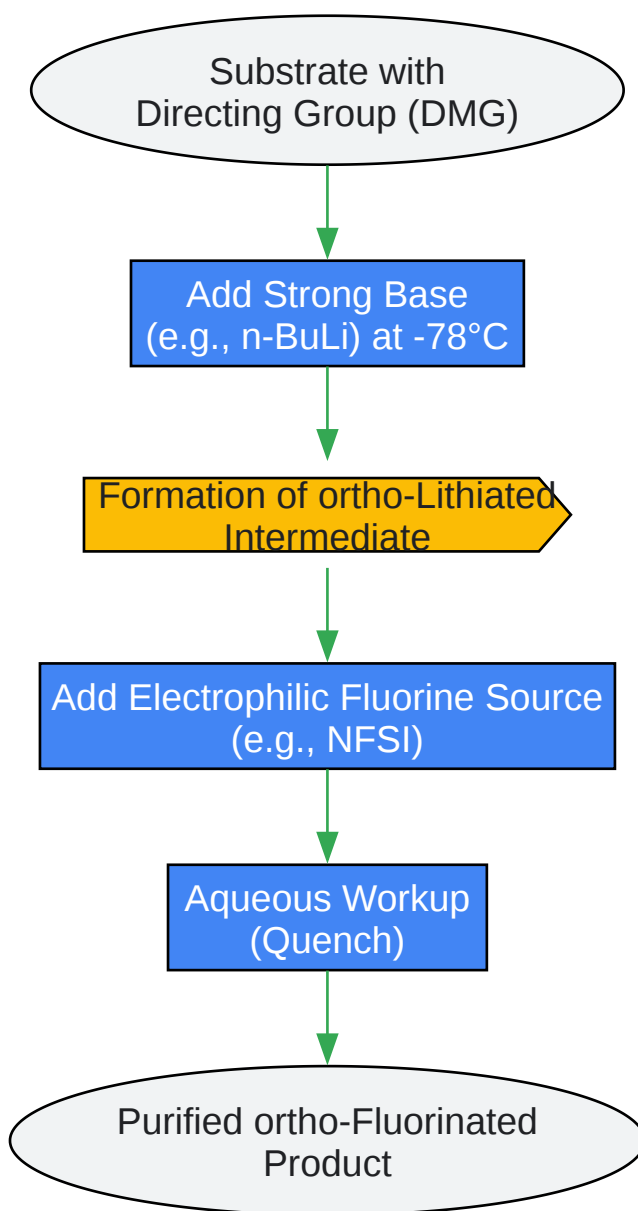 Substrate with
Directing Group (DMG)
Add Strong Base
(e.g., n-BuLi) at -78°C
Formation of ortho-Lithiated
Intermediate
Add Electrophilic Fluorine Source
(e.g., NFSI)
Aqueous Workup
(Quench)
Purified ortho-Fluorinated
Product